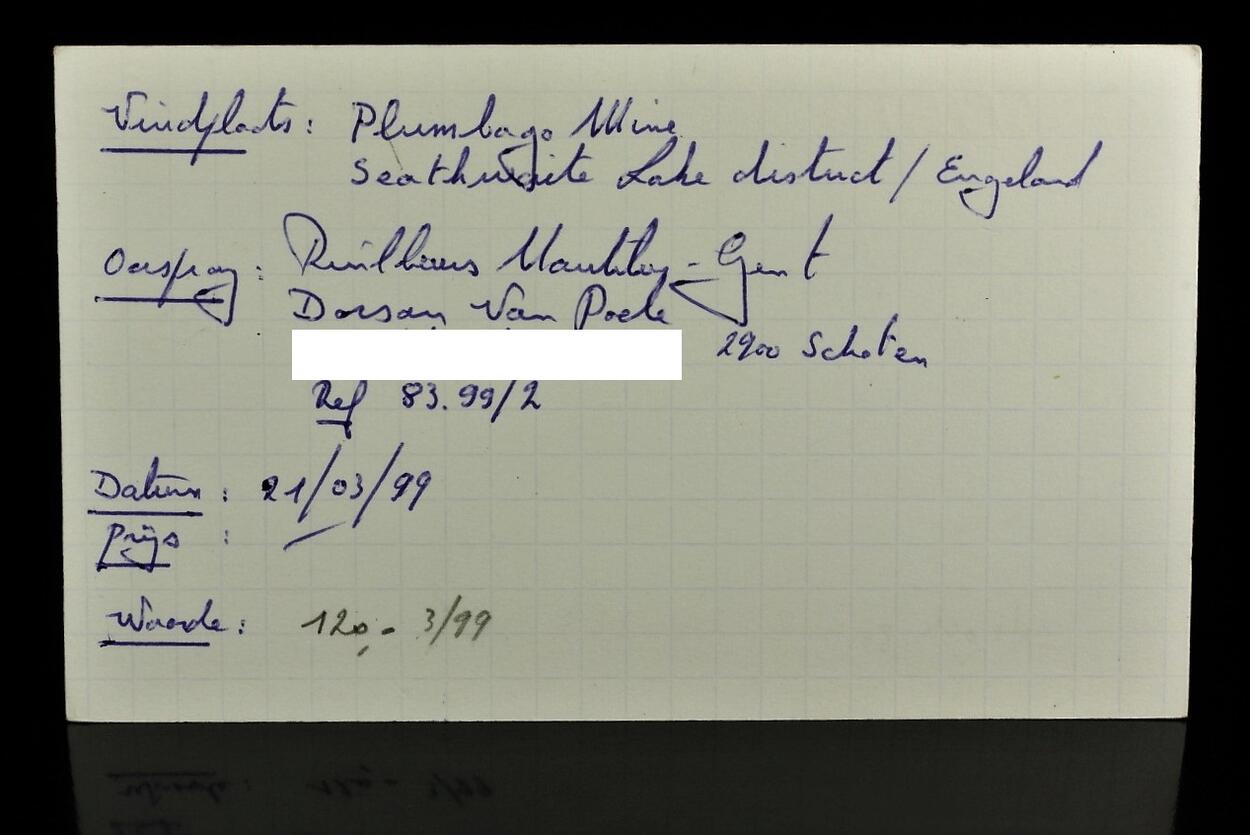 Vindplaats: Plumbago Mine
Seathwaite Lake district / Engeland
Oorsprong: Ruilbeurs - Gent
Dorsan Van Poele
2900 Schoten
Ref 83.99/2
Datum : 21/03/99
Prijs : /
Waarde: 120,- 3/99